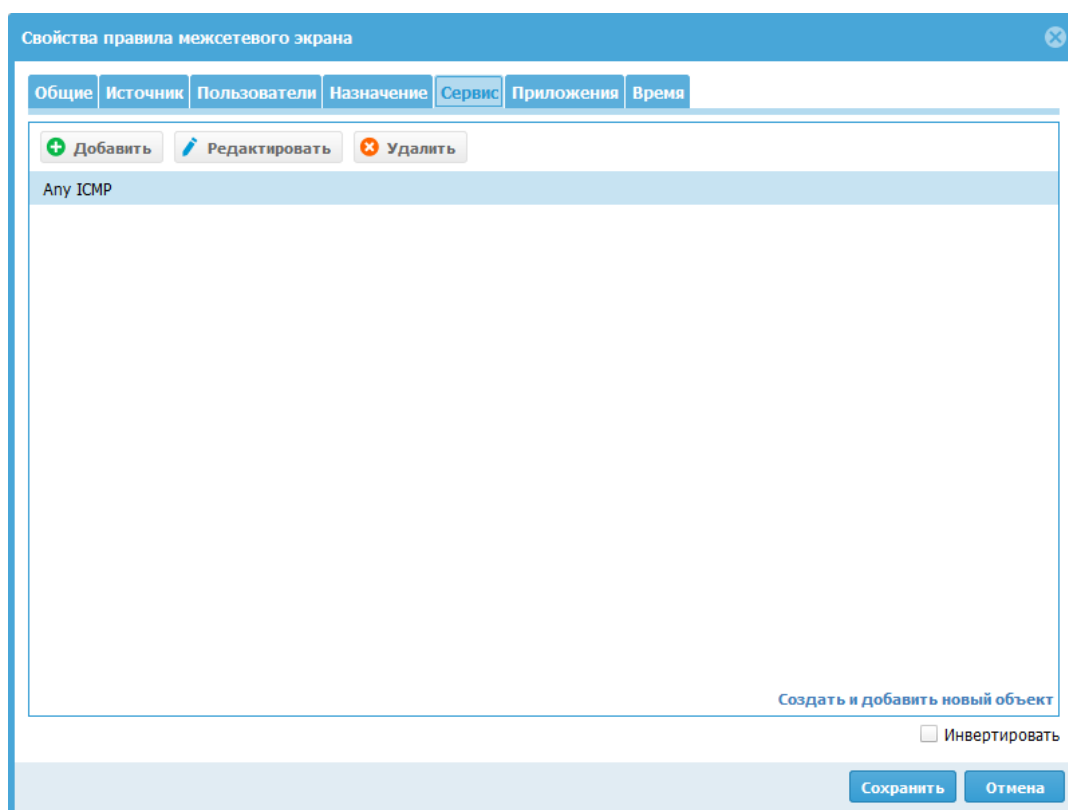 Свойства правила межсетевого экрана
Общие Источник Пользователи Назначение Сервис Приложения Время
Добавить Редактировать Удалить
Any ICMP
Создать и добавить новый объект
Инвертировать
Сохранить Отмена